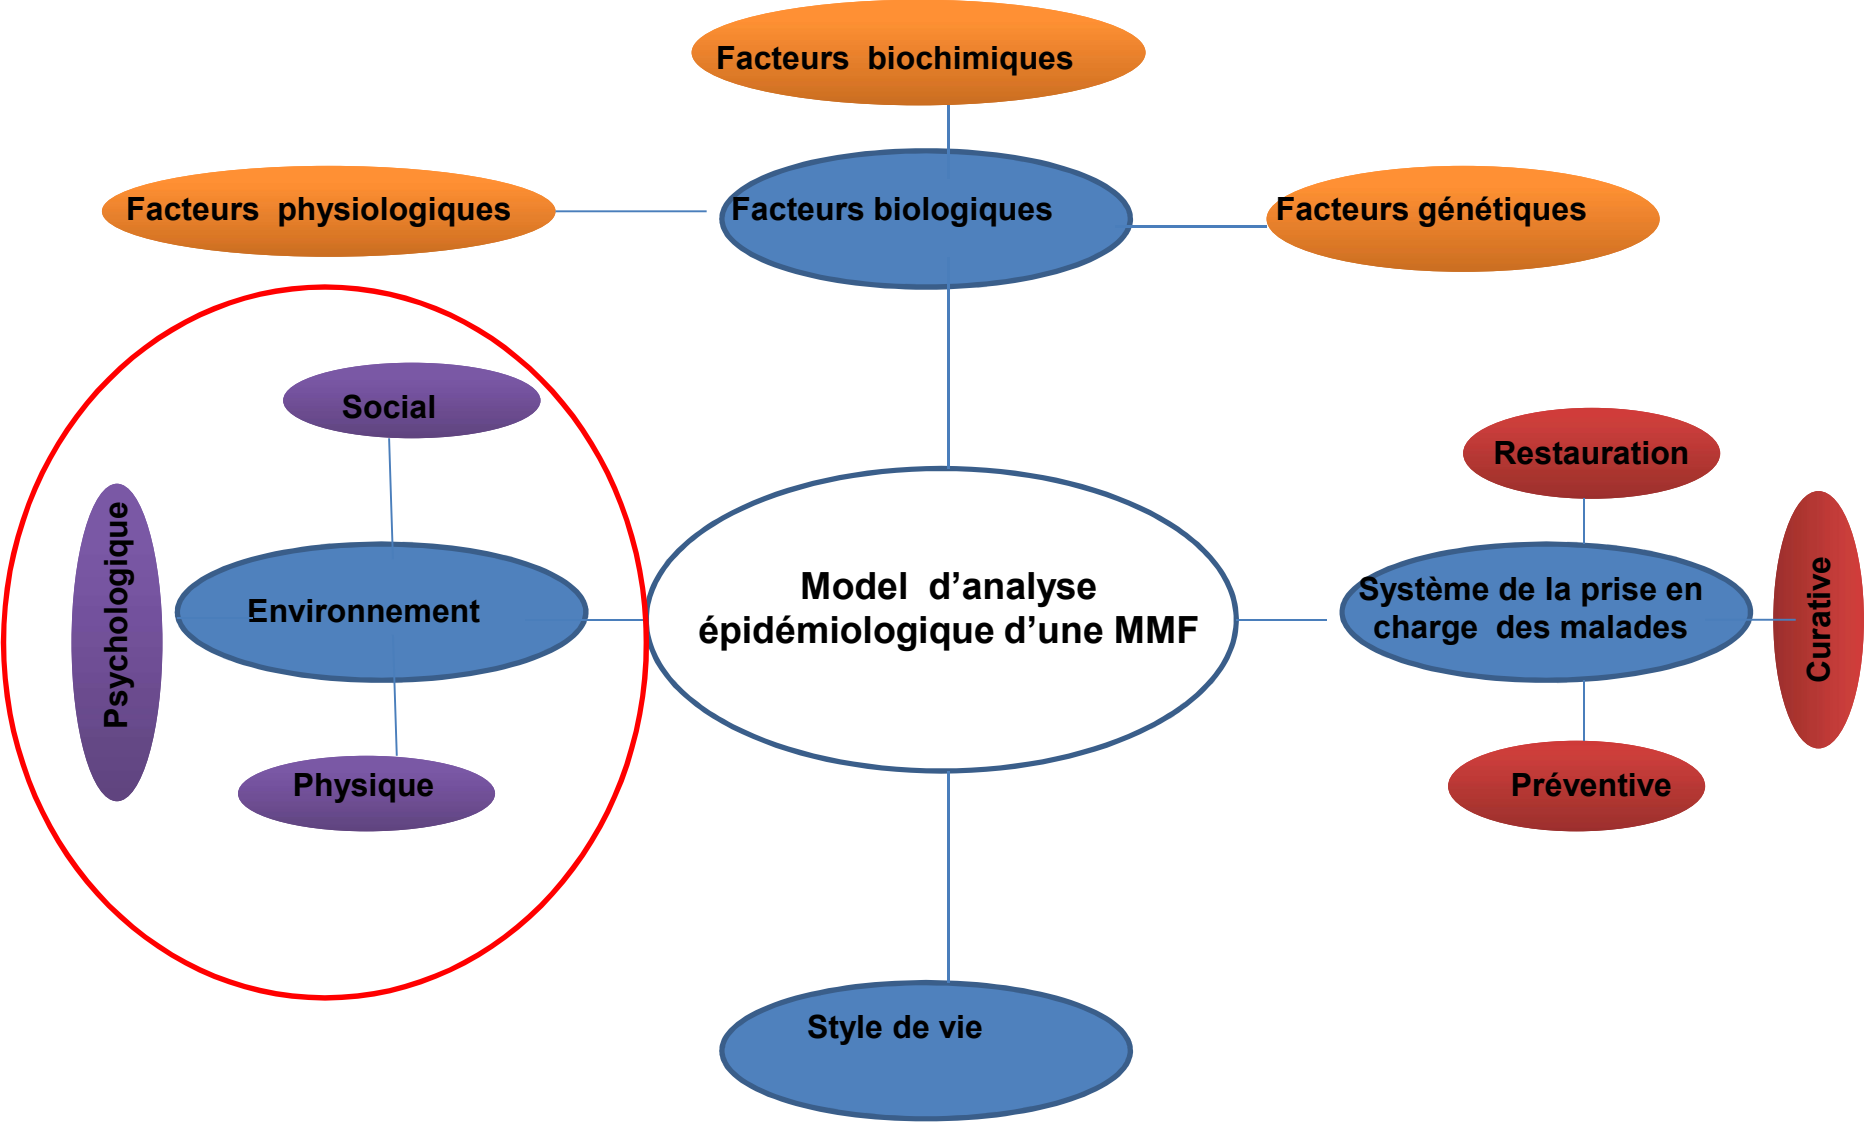 Facteurs biochimiques
Facteurs physiologiques
Facteurs biologiques
Facteurs génétiques
Social
Psychologique
Environnement
Physique
Model d’analyse
épidémiologique d’une MMF
Restauration
Système de la prise en
charge des malades
Curative
Préventive
Style de vie